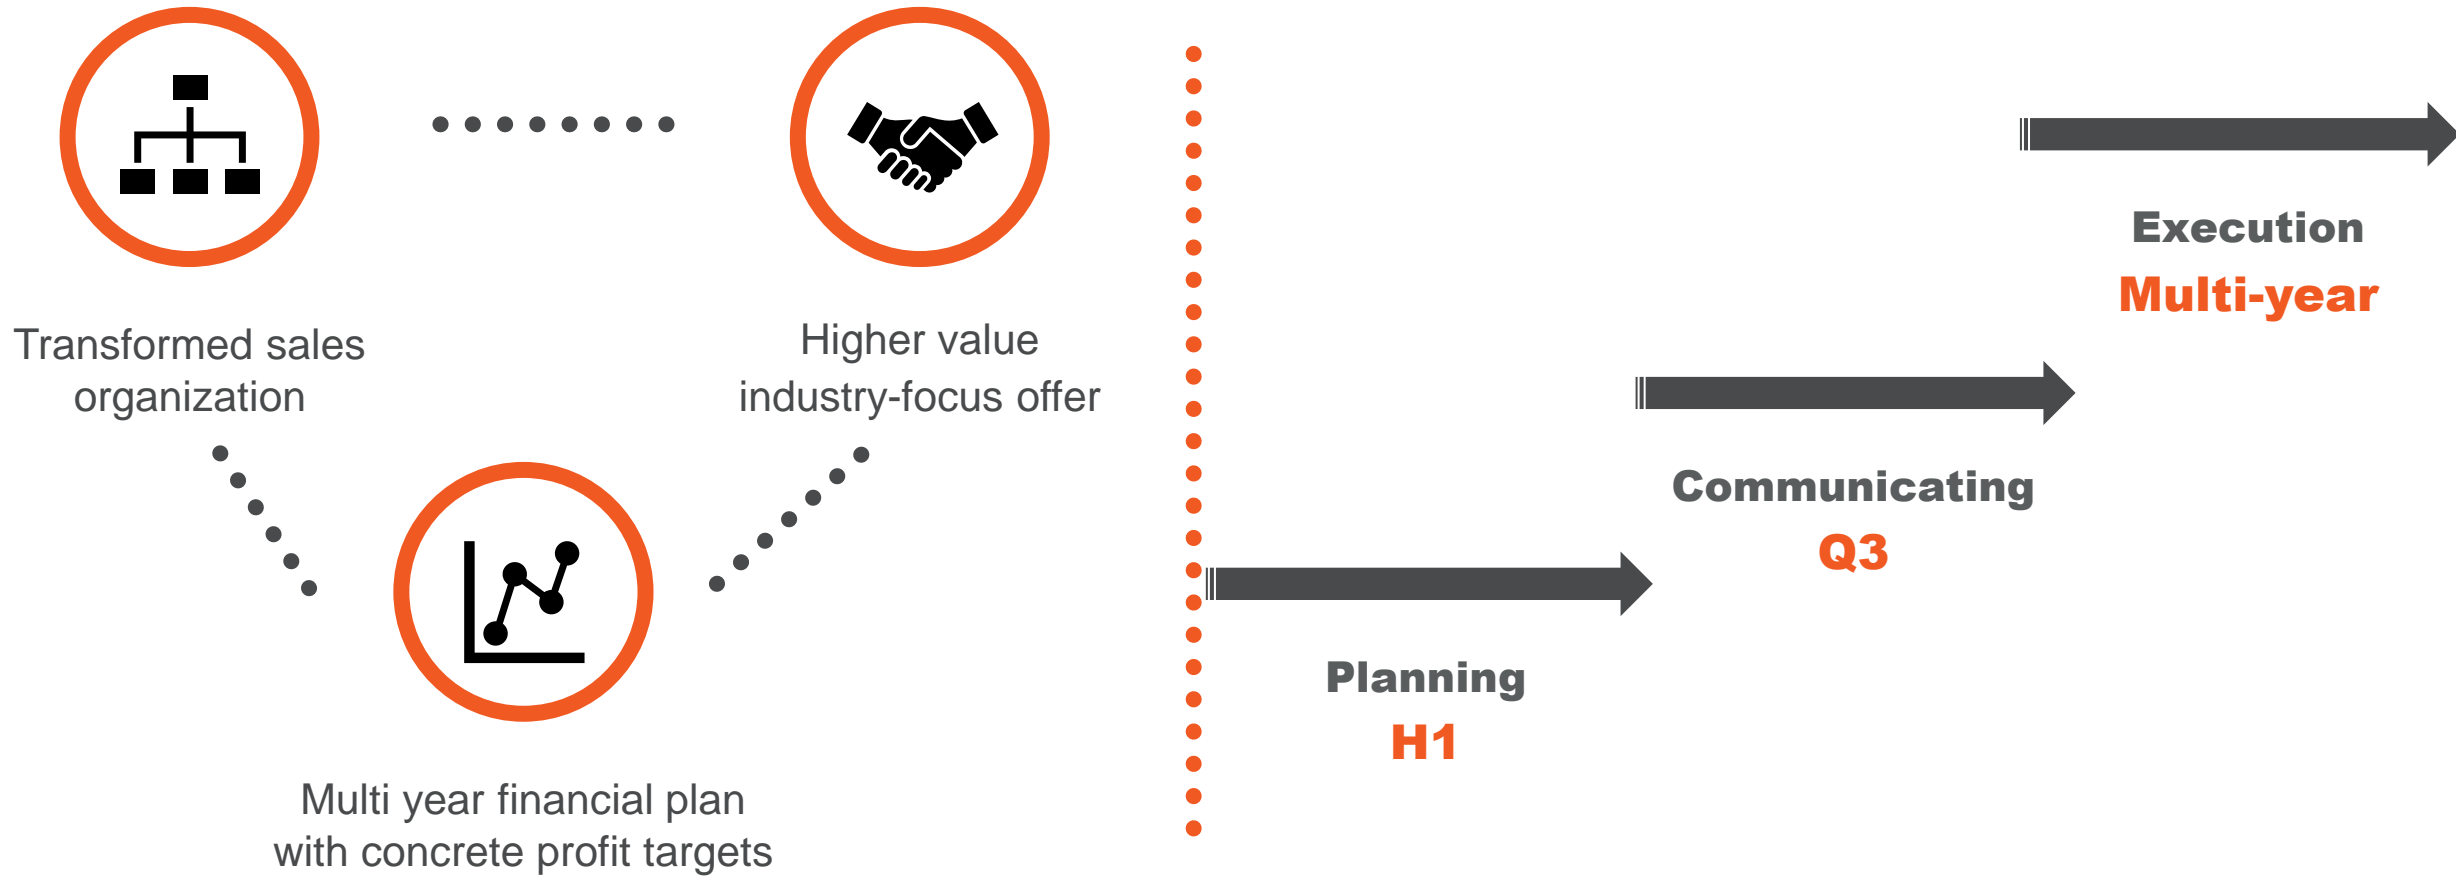 Transformed sales
organization
Higher value
industry-focus offer
Multi year financial plan
with concrete profit targets
Execution
Multi-year
Communicating
Q3
Planning
H1